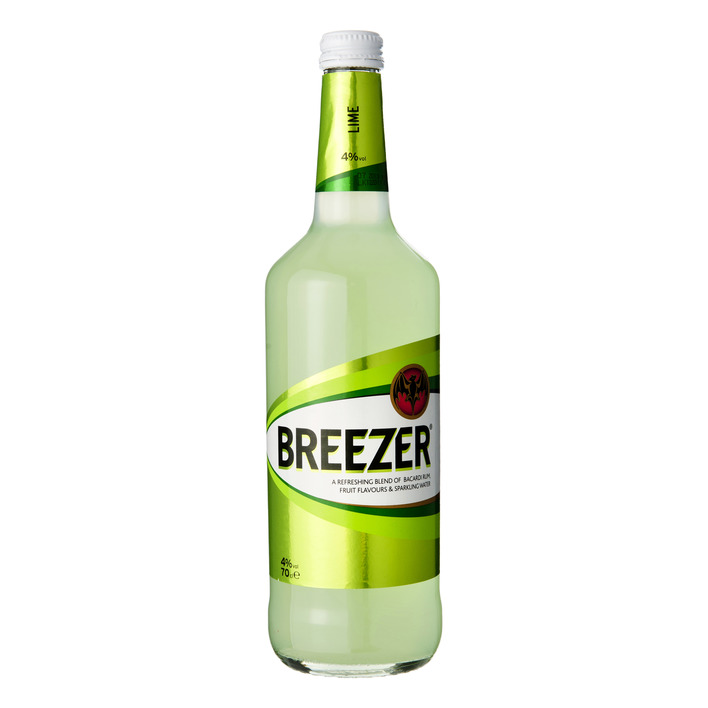 LIME
4% vol
BREEZER®
A REFRESHING BLEND OF BACARDI RUM,
FRUIT FLAVOURS & SPARKLING WATER
4% vol
70 cl e